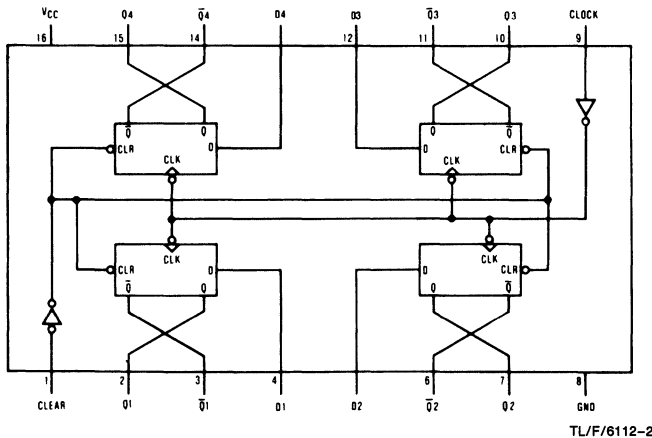 VCC Q4 Q̅4 D4 D3 Q̅3 Q3 CLOCK
16 15 14 13 12 11 10 9
Q̅ Q Q Q̅
CLR D D CLR
CLK CLK
CLK CLK
CLR D D CLR
Q̅ Q Q Q̅
1 2 3 4 5 6 7 8
CLEAR Q1 Q̅1 D1 D2 Q̅2 Q2 GND
TL/F/6112–2